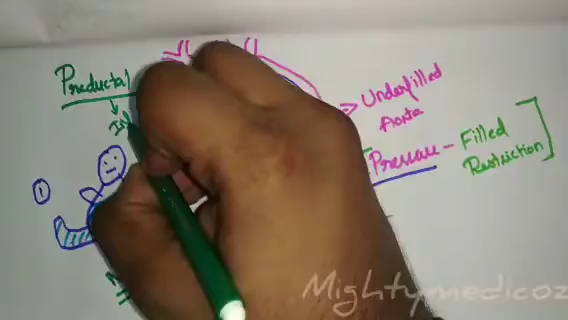 Preductal
①
Underfilled
Aorta
Pressure - Filled
Restriction
Mightymedicoz